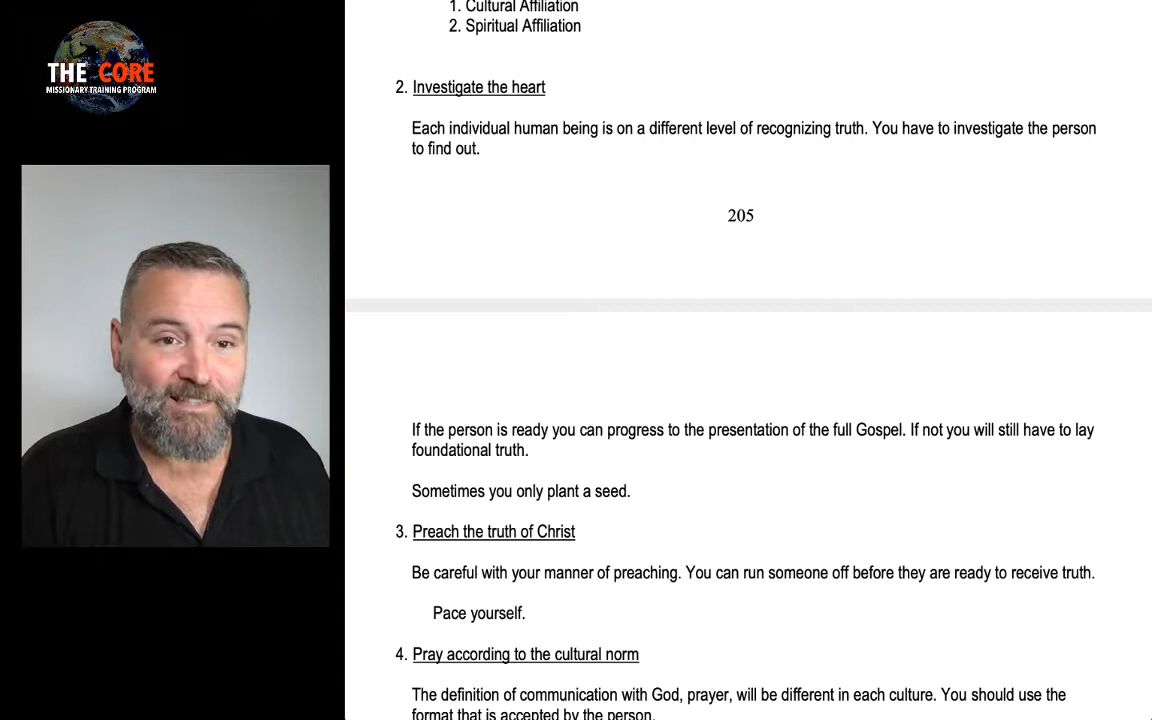 THE CORE
MISSIONARY TRAINING PROGRAM
1. Cultural Affiliation
2. Spiritual Affiliation
2. Investigate the heart
Each individual human being is on a different level of recognizing truth. You have to investigate the person
to find out.
205
If the person is ready you can progress to the presentation of the full Gospel. If not you will still have to lay
foundational truth.
Sometimes you only plant a seed.
3. Preach the truth of Christ
Be careful with your manner of preaching. You can run someone off before they are ready to receive truth.
Pace yourself.
4. Pray according to the cultural norm
The definition of communication with God, prayer, will be different in each culture. You should use the
format that is accepted by the person.